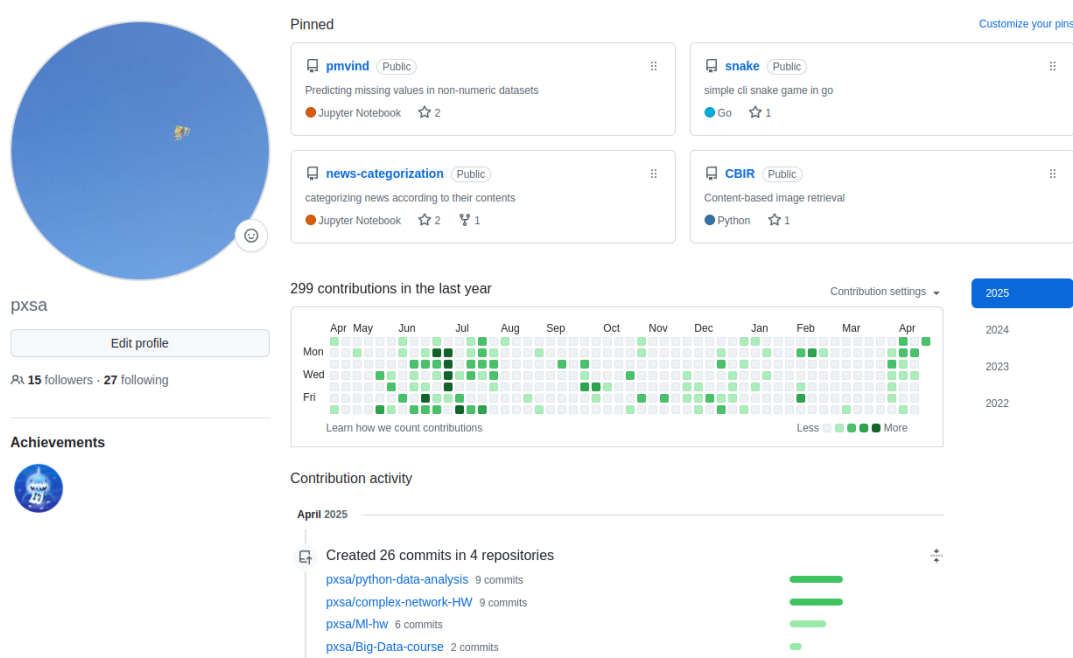 pxsa
Edit profile
15 followers · 27 following
Achievements
Pinned
Customize your pins
pmvind Public
Predicting missing values in non-numeric datasets
Jupyter Notebook 2
snake Public
simple cli snake game in go
Go 1
news-categorization Public
categorizing news according to their contents
Jupyter Notebook 2 1
CBIR Public
Content-based image retrieval
Python 1
299 contributions in the last year
Contribution settings
2025
2024
2023
2022
Apr May Jun Jul Aug Sep Oct Nov Dec Jan Feb Mar Apr
Mon
Wed
Fri
Learn how we count contributions
Less More
Contribution activity
April 2025
Created 26 commits in 4 repositories
pxsa/python-data-analysis 9 commits
pxsa/complex-network-HW 9 commits
pxsa/Ml-hw 6 commits
pxsa/Big-Data-course 2 commits